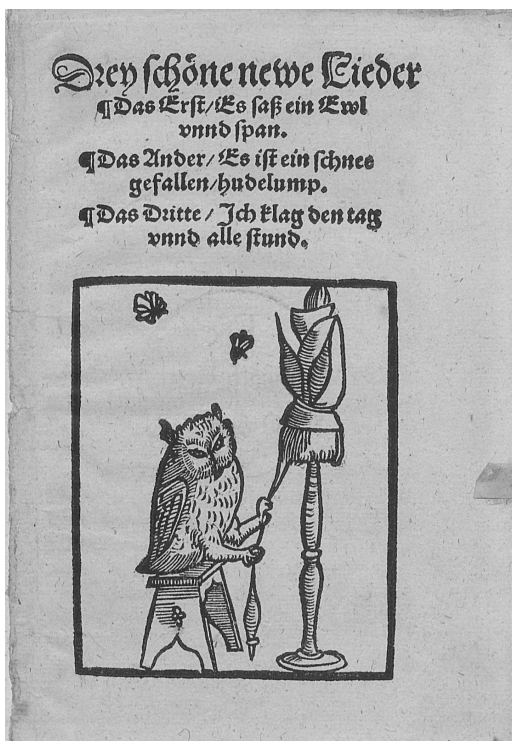 Drey schöne newe Lieder
¶Das Erst/Es saß ein Ewl
vnnd span.
¶Das Ander/Es ist ein schnee
gefallen/hudelump.
¶Das Dritte/Ich klag den tag
vnnd alle stund.